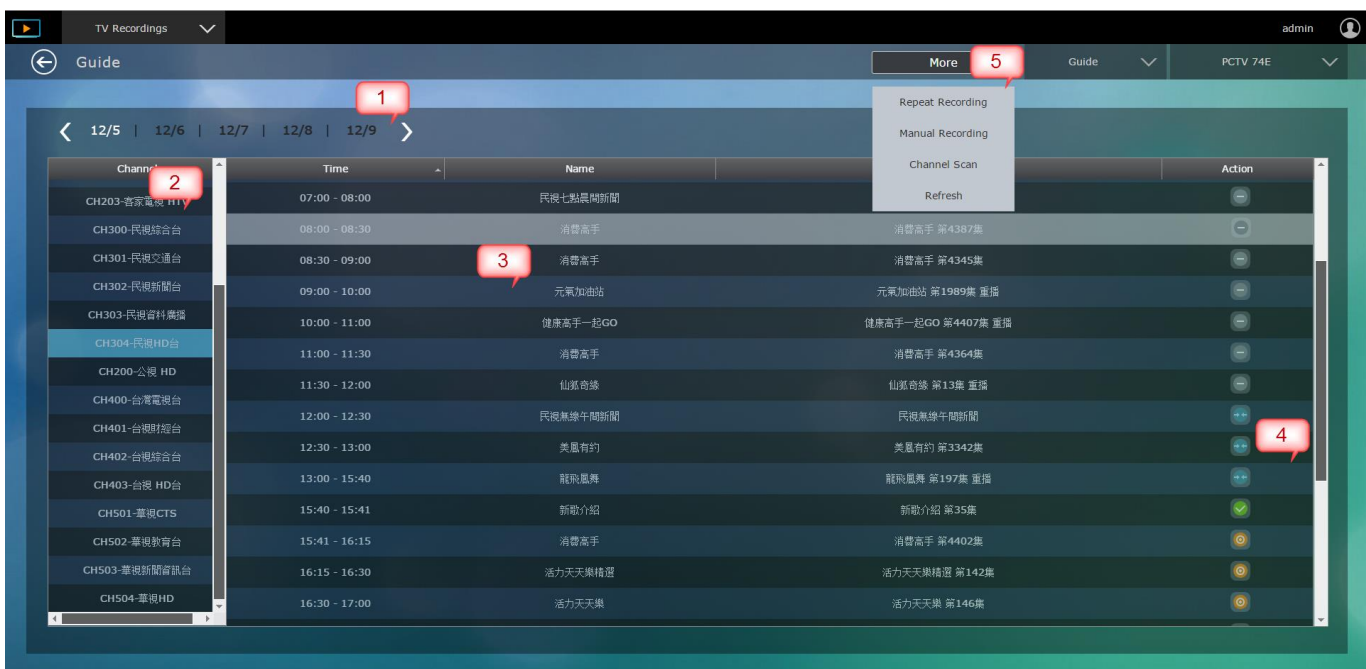 TV Recordings admin
Guide More 5 Guide PCTV 74E
1
Repeat Recording
12/5 | 12/6 | 12/7 | 12/8 | 12/9
Manual Recording
Channel Scan
Time Name Action
2
Refresh
CH203-客家電視 HTV 07:00 - 08:00 民視七點晨間新聞
CH300-民視綜合台 08:00 - 08:30 消費高手 消費高手 第4387集
CH301-民視交通台 08:30 - 09:00 3 消費高手 消費高手 第4345集
CH302-民視新聞台 09:00 - 10:00 元氣加油站 元氣加油站 第1989集 重播
CH303-民視資料廣播 10:00 - 11:00 健康高手一起GO 健康高手一起GO 第4407集 重播
CH304-民視HD台 11:00 - 11:30 消費高手 消費高手 第4364集
CH200-公視 HD 11:30 - 12:00 仙狐奇緣 仙狐奇緣 第13集 重播
CH400-台灣電視台 12:00 - 12:30 民視無線午間新聞 民視無線午間新聞
CH401-台視財經台 12:30 - 13:00 美鳳有約 美鳳有約 第3342集 4
CH402-台視綜合台
CH403-台視 HD台 13:00 - 15:40 龍飛鳳舞 龍飛鳳舞 第197集 重播
CH501-華視CTS 15:40 - 15:41 新歌介紹 新歌介紹 第35集
CH502-華視教育台 15:41 - 16:15 消費高手 消費高手 第4402集
CH503-華視新聞資訊台 16:15 - 16:30 活力天天樂精選 活力天天樂精選 第142集
CH504-華視HD 16:30 - 17:00 活力天天樂 活力天天樂 第146集